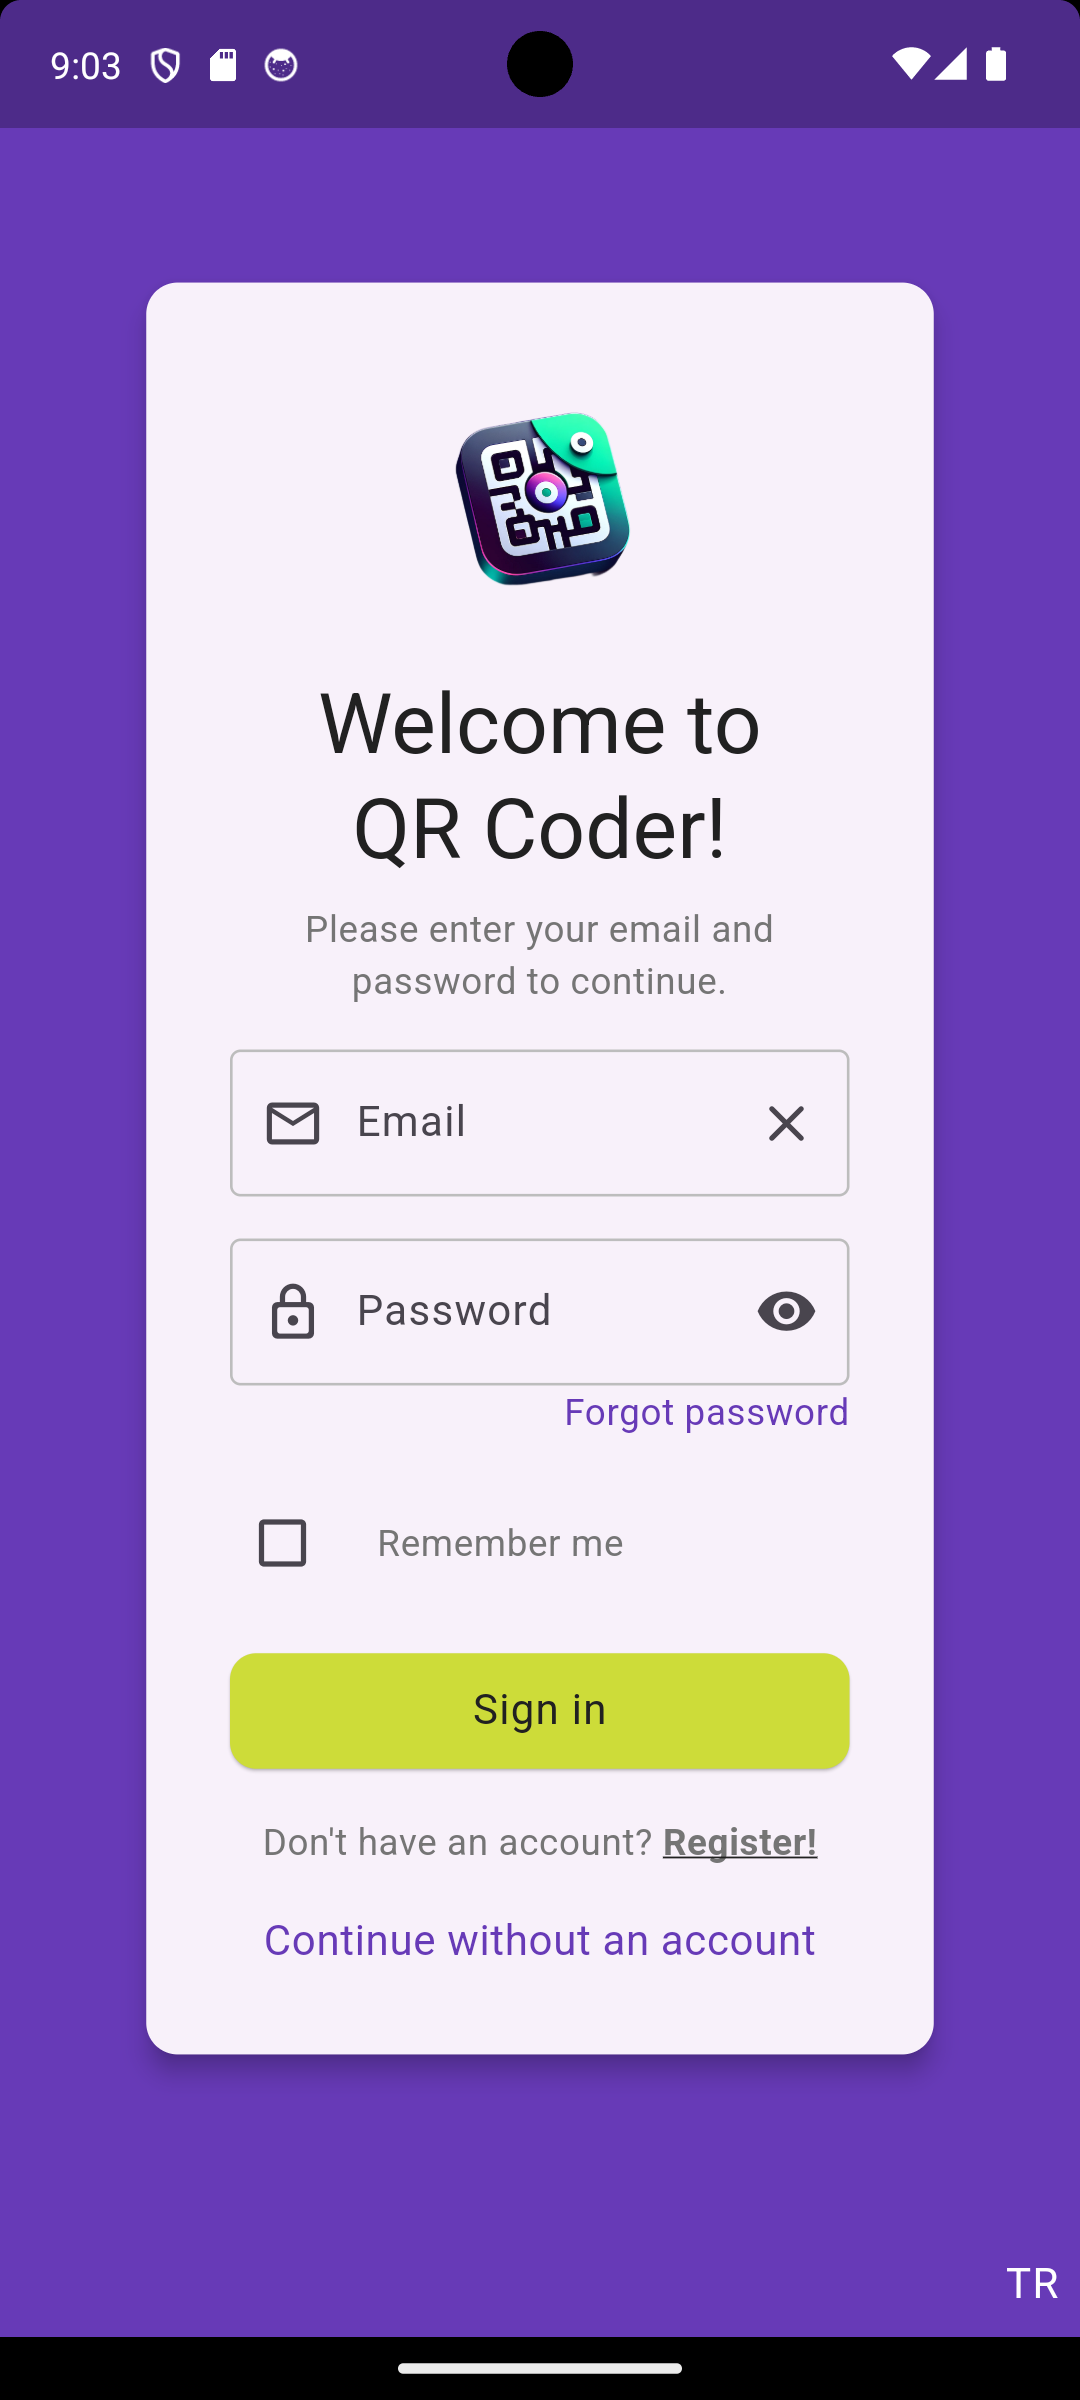 9:03
Welcome to
QR Coder!
Please enter your email and
password to continue.
Email
Password
Forgot password
Remember me
Sign in
Don't have an account? Register!
Continue without an account
TR